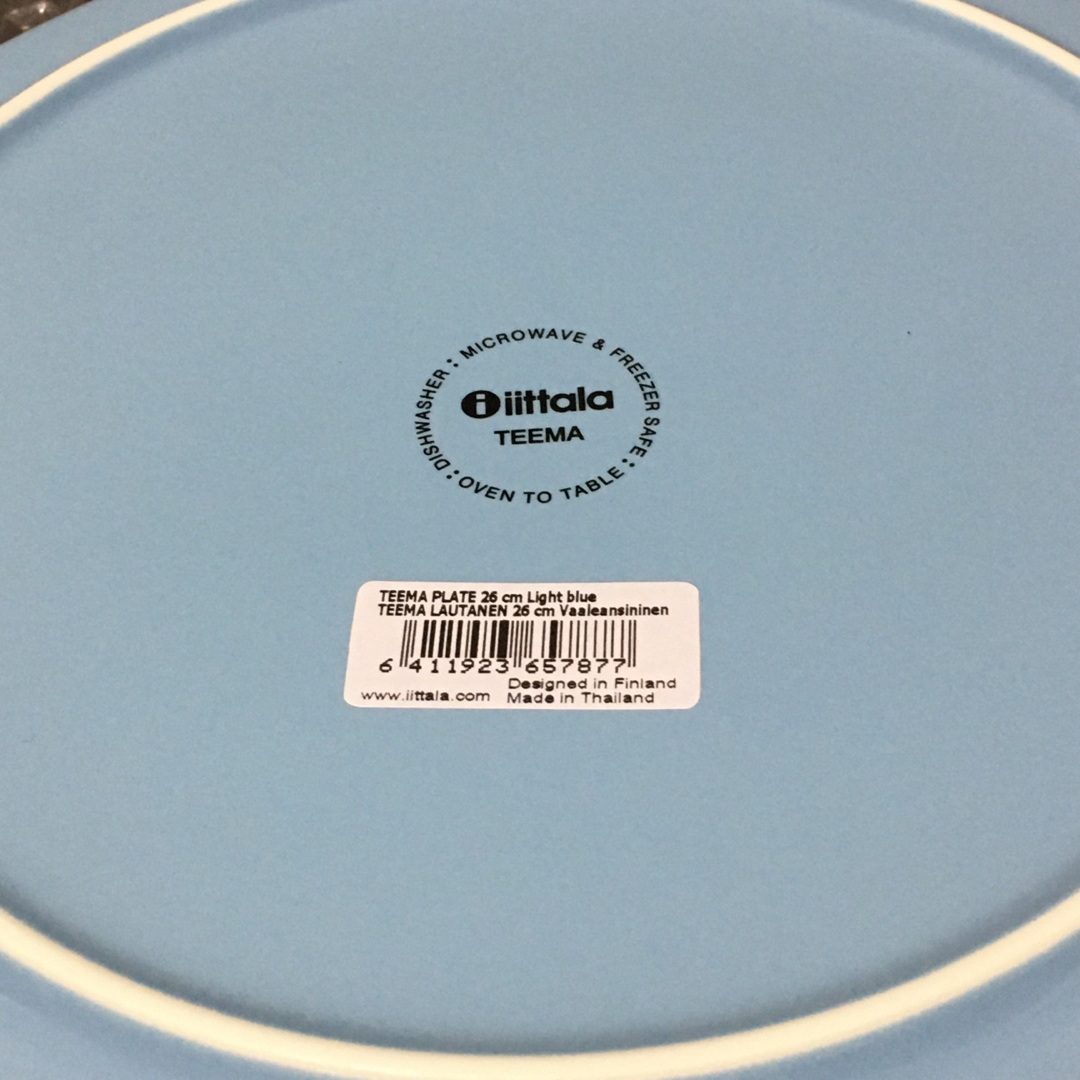 MICROWAVE & FREEZER SAFE : OVEN TO TABLE : DISHWASHER :
iittala
TEEMA
TEEMA PLATE 26 cm Light blue
TEEMA LAUTANEN 26 cm Vaaleansininen
6 411923 657877
Designed in Finland
www.iittala.com Made in Thailand